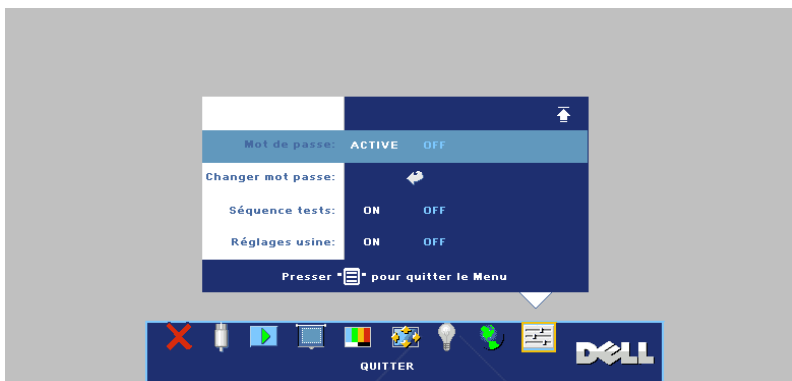 Mot de passe: ACTIVE OFF
Changer mot passe:
Séquence tests: ON OFF
Réglages usine: ON OFF
Presser "" pour quitter le Menu
QUITTER
DELL